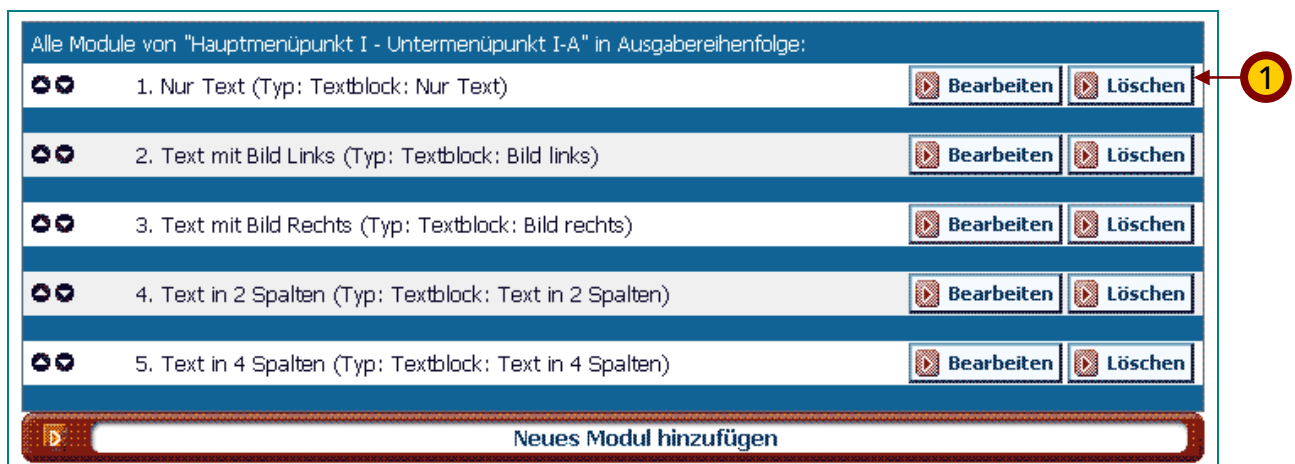 Alle Module von "Hauptmenüpunkt I - Untermenüpunkt I-A" in Ausgabereihenfolge:
1. Nur Text (Typ: Textblock: Nur Text) Bearbeiten Löschen 1
2. Text mit Bild Links (Typ: Textblock: Bild links) Bearbeiten Löschen
3. Text mit Bild Rechts (Typ: Textblock: Bild rechts) Bearbeiten Löschen
4. Text in 2 Spalten (Typ: Textblock: Text in 2 Spalten) Bearbeiten Löschen
5. Text in 4 Spalten (Typ: Textblock: Text in 4 Spalten) Bearbeiten Löschen
Neues Modul hinzufügen